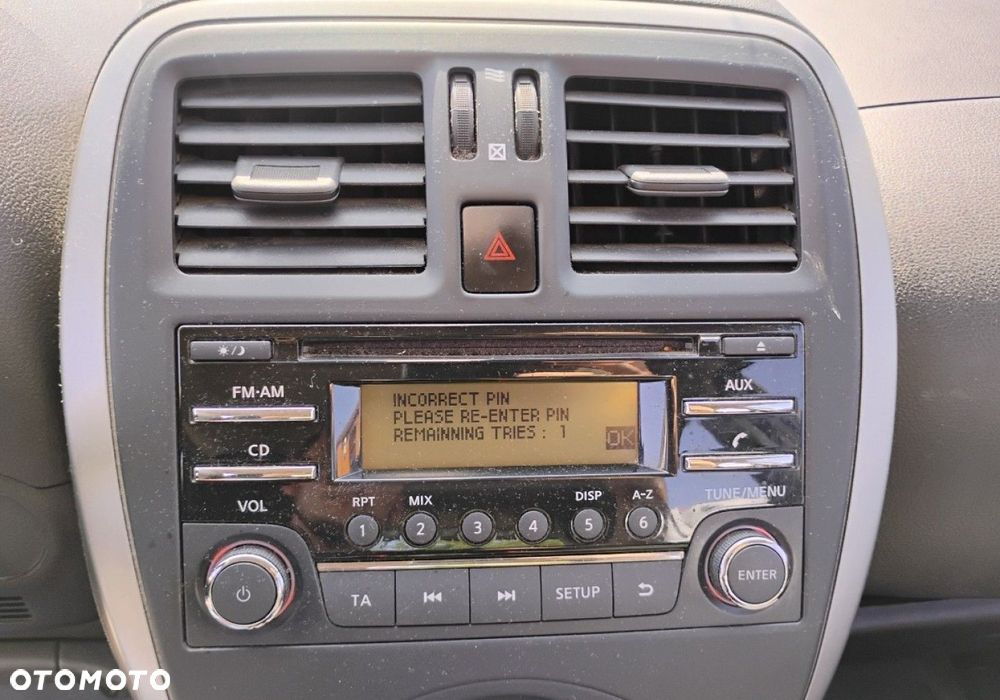 FM·AM
CD
VOL
INCORRECT PIN
PLEASE RE-ENTER PIN
REMAINNING TRIES : 1
OK
AUX
TUNE/MENU
RPT
MIX
DISP
A-Z
1
2
3
4
5
6
TA
SETUP
ENTER
OTOMOTO